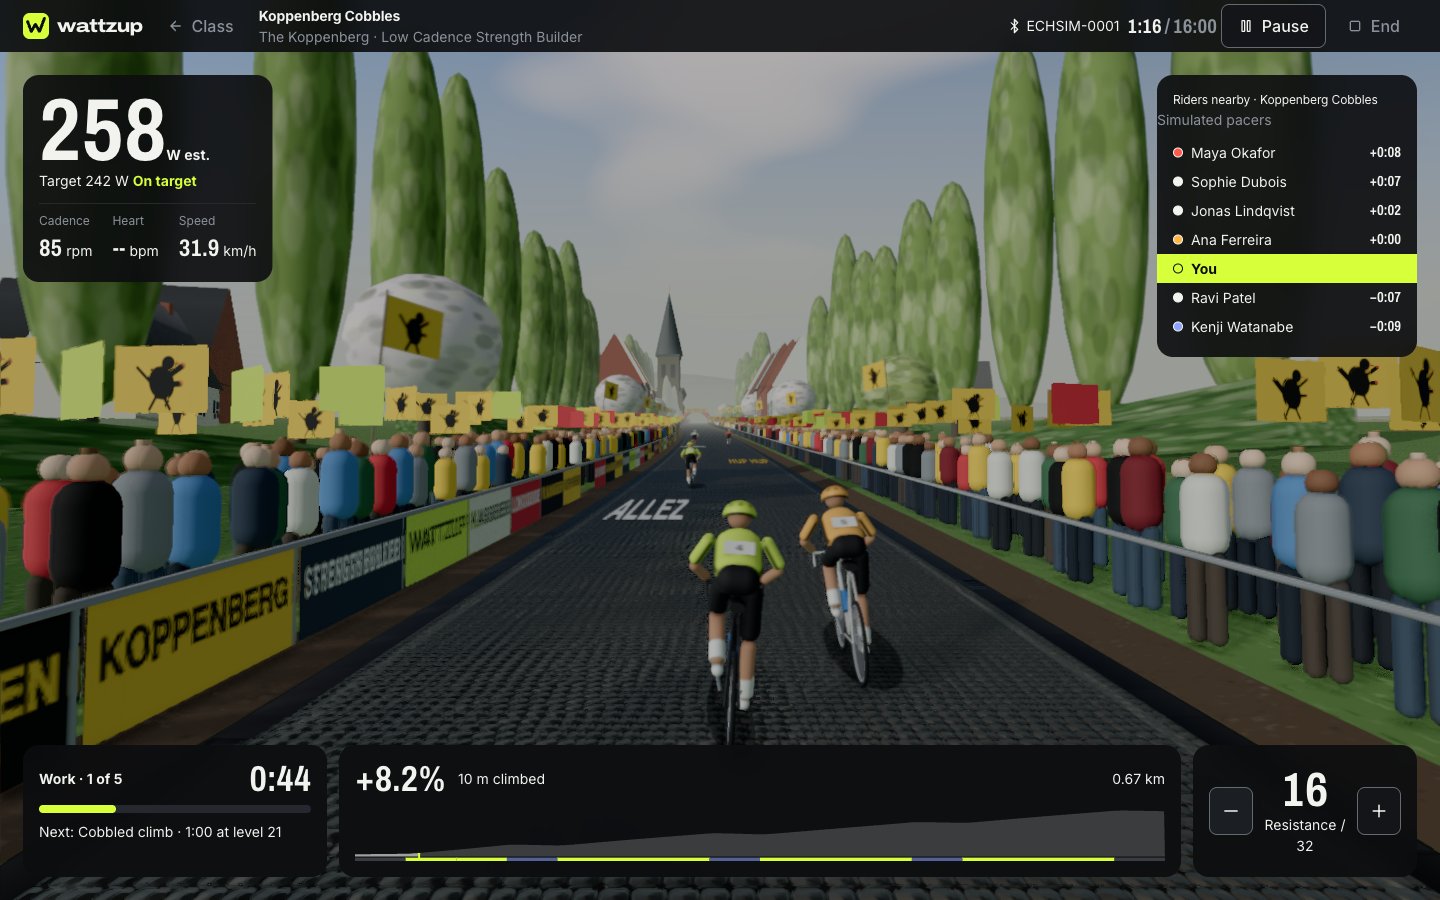 wattzup
Class
Koppenberg Cobbles
The Koppenberg · Low Cadence Strength Builder
ECHSIM-0001 1:16 / 16:00
Pause
End
258 W est.
Target 242 W On target
Cadence Heart Speed
85 rpm -- bpm 31.9 km/h
Riders nearby · Koppenberg Cobbles
Simulated pacers
Maya Okafor +0:08
Sophie Dubois +0:07
Jonas Lindqvist +0:02
Ana Ferreira +0:00
You
Ravi Patel −0:07
Kenji Watanabe −0:09
HUP HUP
ALLEZ
KOPPENBERG
Work · 1 of 5 0:44
Next: Cobbled climb · 1:00 at level 21
+8.2% 10 m climbed 0.67 km
16
Resistance /
32